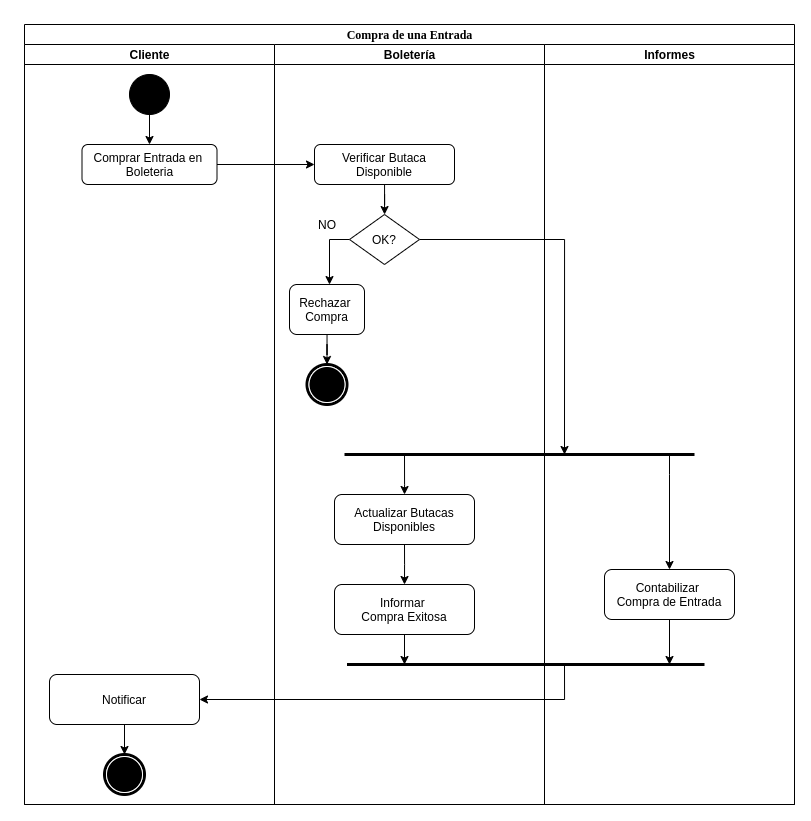 Compra de una Entrada
Cliente
Boletería
Informes
Comprar Entrada en
Boleteria
Verificar Butaca
Disponible
NO
OK?
Rechazar
Compra
Actualizar Butacas
Disponibles
Informar
Compra Exitosa
Contabilizar
Compra de Entrada
Notificar